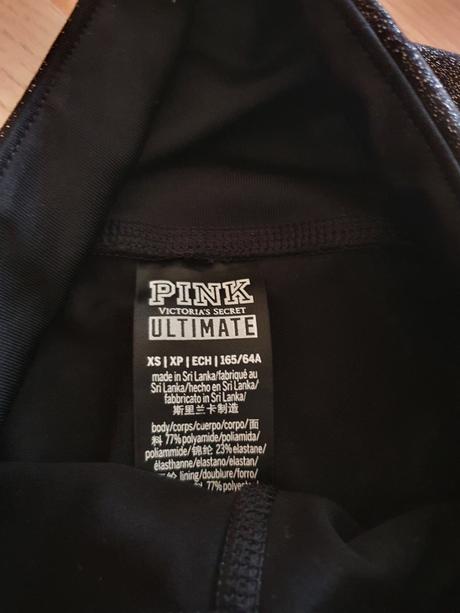 PINK
VICTORIA'S SECRET
ULTIMATE
XS | XP | ECH | 165/64A
made in Sri Lanka/fabriqué au
Sri Lanka/hecho en Sri Lanka/
fabbricato in Sri Lanka/
斯里兰卡制造
body/corps/cuerpo/corpo/面
料 77% polyamide/poliamida/
poliammide/锦纶 23% elastane/
élasthanne/elastano/elastan/
lining/doublure/forro/
77%